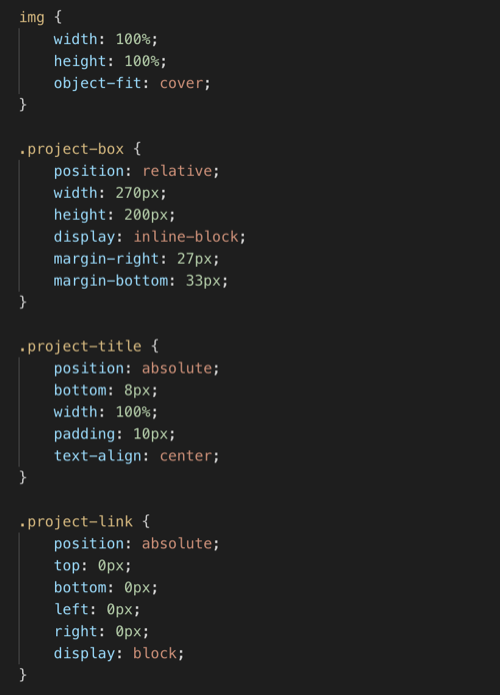 img {
    width: 100%;
    height: 100%;
    object-fit: cover;
}

.project-box {
    position: relative;
    width: 270px;
    height: 200px;
    display: inline-block;
    margin-right: 27px;
    margin-bottom: 33px;
}

.project-title {
    position: absolute;
    bottom: 8px;
    width: 100%;
    padding: 10px;
    text-align: center;
}

.project-link {
    position: absolute;
    top: 0px;
    bottom: 0px;
    left: 0px;
    right: 0px;
    display: block;
}